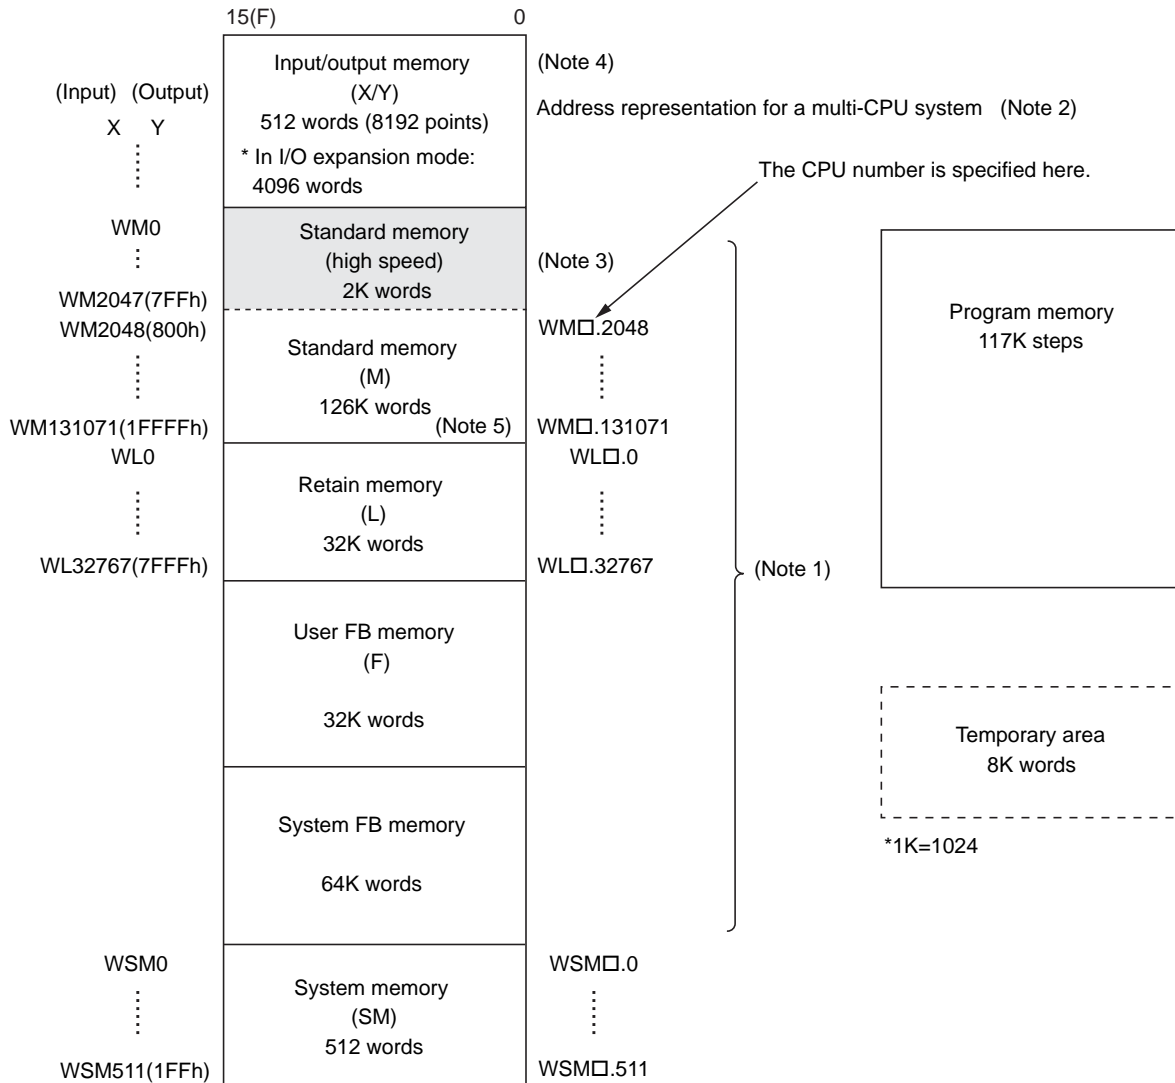 15(F) 0
Input/output memory
(X/Y)
512 words (8192 points)
* In I/O expansion mode:
4096 words
(Note 4)
(Input) (Output)
X Y
Address representation for a multi-CPU system (Note 2)
The CPU number is specified here.
WM0
Standard memory
(high speed)
2K words
(Note 3)
WM2047(7FFh)
WM2048(800h)
WM□.2048
Standard memory
(M)
126K words
(Note 5)
WM131071(1FFFFh)
WM□.131071
WL0
WL□.0
Retain memory
(L)
32K words
WL32767(7FFFh)
WL□.32767
(Note 1)
User FB memory
(F)
32K words
System FB memory
64K words
WSM0
WSM□.0
System memory
(SM)
512 words
WSM511(1FFh)
WSM□.511
Program memory
117K steps
Temporary area
8K words
*1K=1024